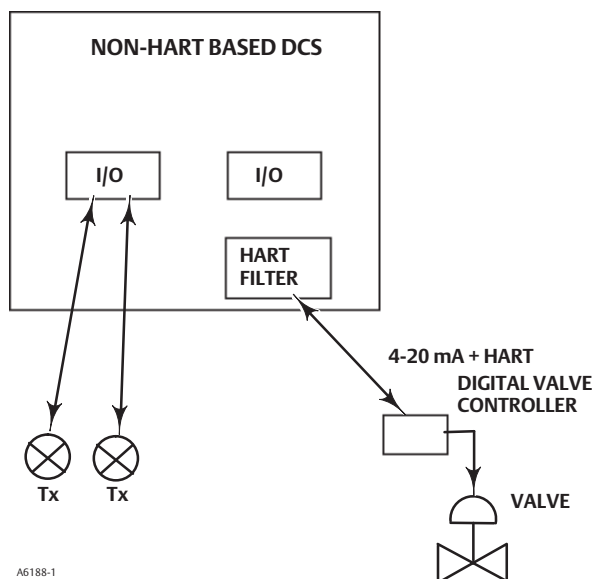 NON-HART BASED DCS
I/O
I/O
HART
FILTER
4-20 mA + HART
DIGITAL VALVE
CONTROLLER
Tx
Tx
VALVE
A6188-1